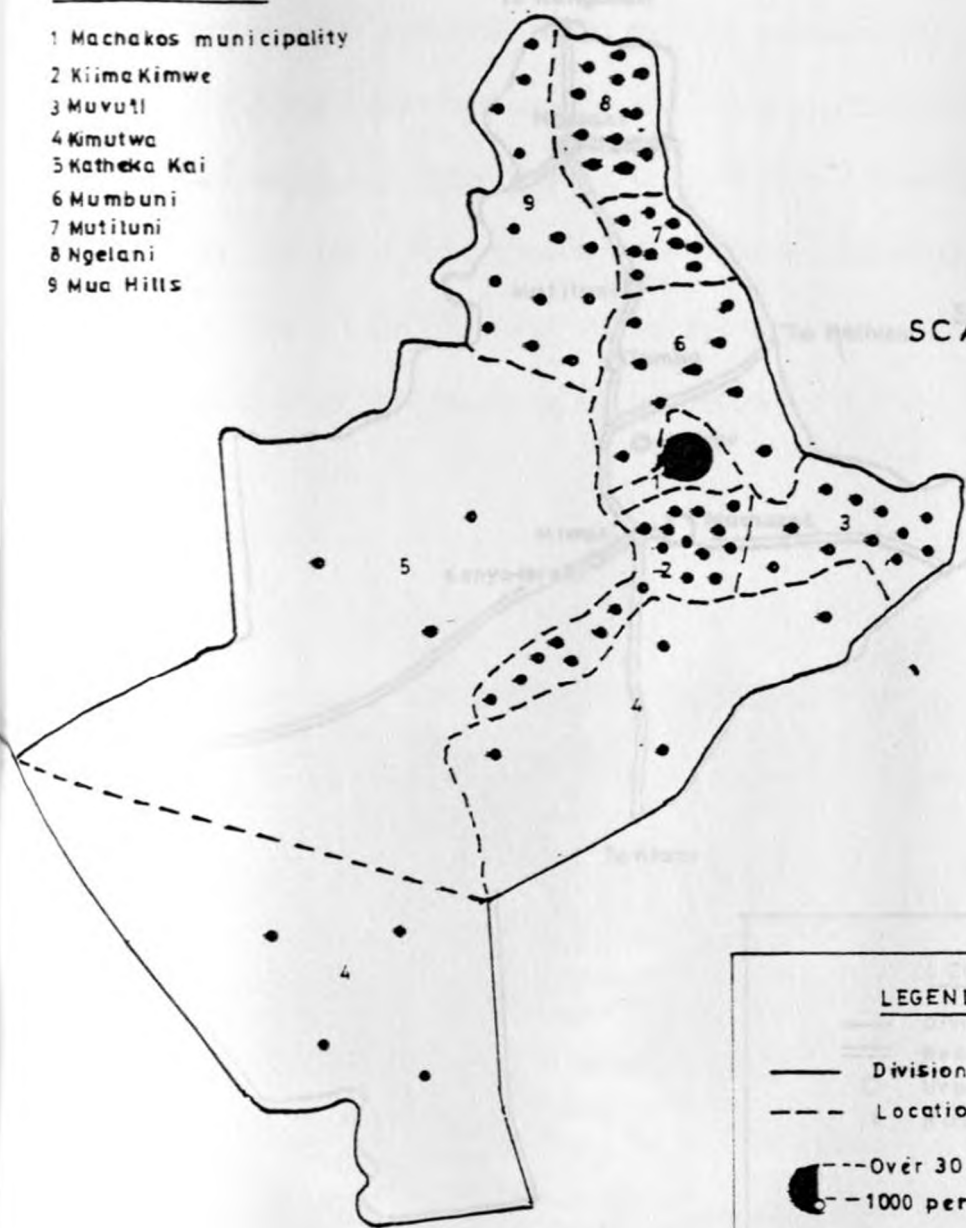 1 Machakos municipality
2 Kiima Kimwe
3 Muvuti
4 Kimutwa
5 Katheka Kai
6 Mumbuni
7 Mutituni
8 Ngelani
9 Mua Hills
8
9
7
SCA
6
3
5
2
4
4
LEGEN
Division
Locatio
Over 30
1000 per